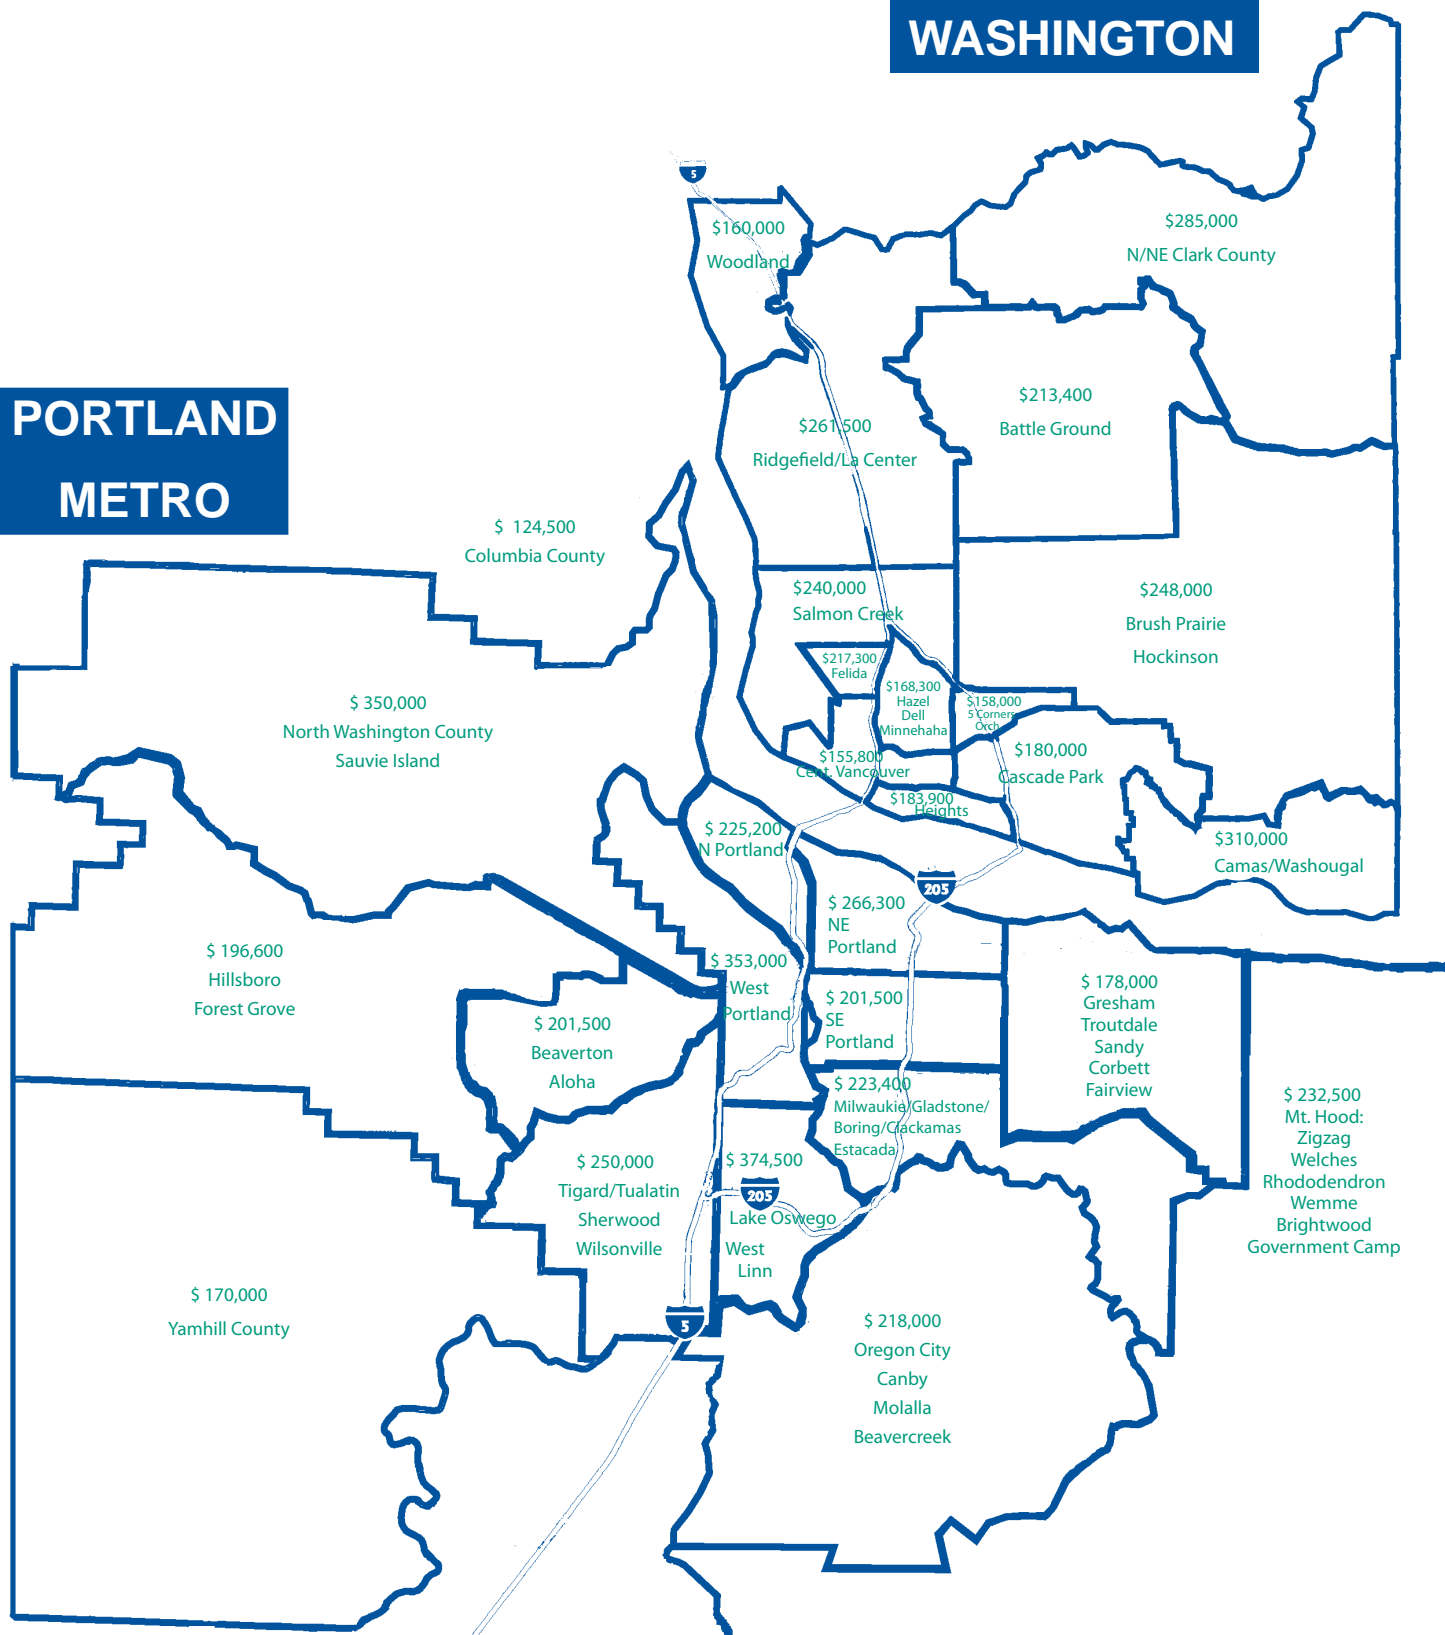 WASHINGTON
5
$160,000
Woodland
$285,000
N/NE Clark County
PORTLAND
METRO
$213,400
Battle Ground
$261,500
Ridgefield/La Center
$ 124,500
Columbia County
$240,000
Salmon Creek
$248,000
Brush Prairie
Hockinson
$217,300
Felida
$168,300
Hazel
Dell
Minnehaha
$158,000
5 Corners
Orch.
$ 350,000
North Washington County
Sauvie Island
$155,800
Cent. Vancouver
$180,000
Cascade Park
$183,900
Heights
$ 225,200
N Portland
$310,000
Camas/Washougal
205
$ 266,300
NE
Portland
$ 196,600
Hillsboro
Forest Grove
$ 353,000
West
Portland
$ 201,500
SE
Portland
$ 178,000
Gresham
Troutdale
Sandy
Corbett
Fairview
$ 201,500
Beaverton
Aloha
$ 223,400
Milwaukie/Gladstone/
Boring/Clackamas
Estacada
$ 232,500
Mt. Hood:
Zigzag
Welches
Rhododendron
Wemme
Brightwood
Government Camp
$ 250,000
Tigard/Tualatin
Sherwood
Wilsonville
$ 374,500
205
Lake Oswego
West
Linn
$ 170,000
Yamhill County
5
$ 218,000
Oregon City
Canby
Molalla
Beavercreek